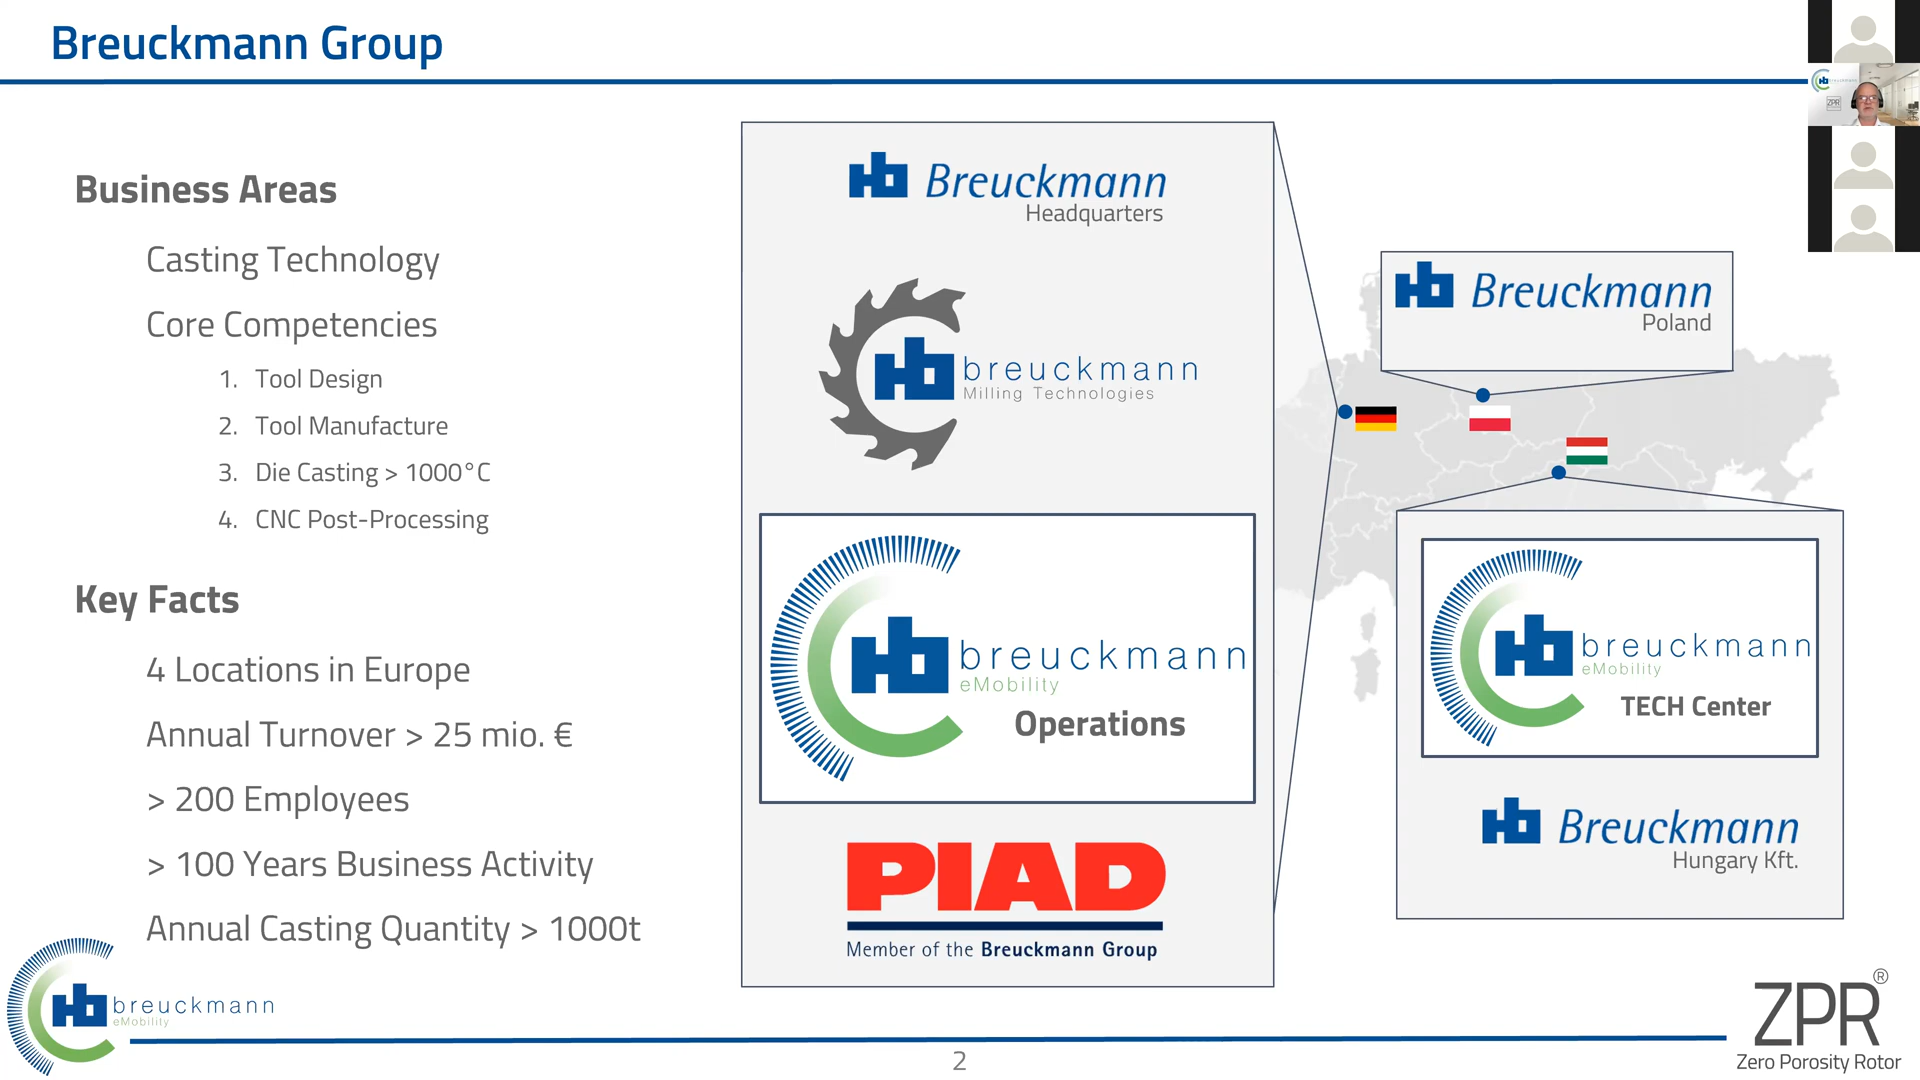 Breuckmann Group
Business Areas
Casting Technology
Core Competencies
1. Tool Design
2. Tool Manufacture
3. Die Casting > 1000°C
4. CNC Post-Processing
Key Facts
4 Locations in Europe
Annual Turnover > 25 mio. €
> 200 Employees
> 100 Years Business Activity
Annual Casting Quantity > 1000t
Breuckmann
Headquarters
breuckmann
Milling Technologies
breuckmann
eMobility
Operations
PIAD
Member of the Breuckmann Group
Breuckmann
Poland
breuckmann
eMobility
TECH Center
Breuckmann
Hungary Kft.
breuckmann
eMobility
2
ZPR®
Zero Porosity Rotor
ZPR